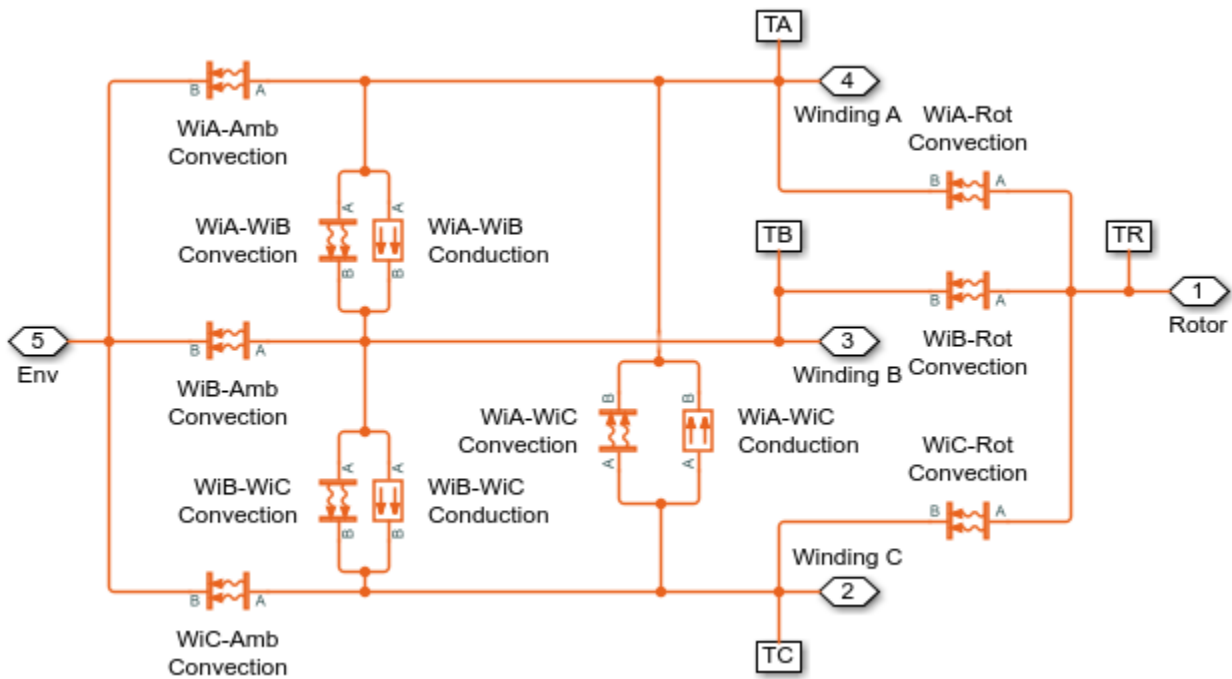 TA
B
A
4
WiA-Amb
Convection
Winding A
WiA-Rot
Convection
B
A
A
A
WiA-WiB
Convection
WiA-WiB
Conduction
B
B
TB
TR
B
A
1
Rotor
5
Env
B
A
3
WiB-Amb
Convection
Winding B
WiB-Rot
Convection
B
B
WiA-WiC
Convection
WiA-WiC
Conduction
A
A
WiC-Rot
Convection
A
A
WiB-WiC
Convection
WiB-WiC
Conduction
B
B
B
A
Winding C
B
A
2
WiC-Amb
Convection
TC